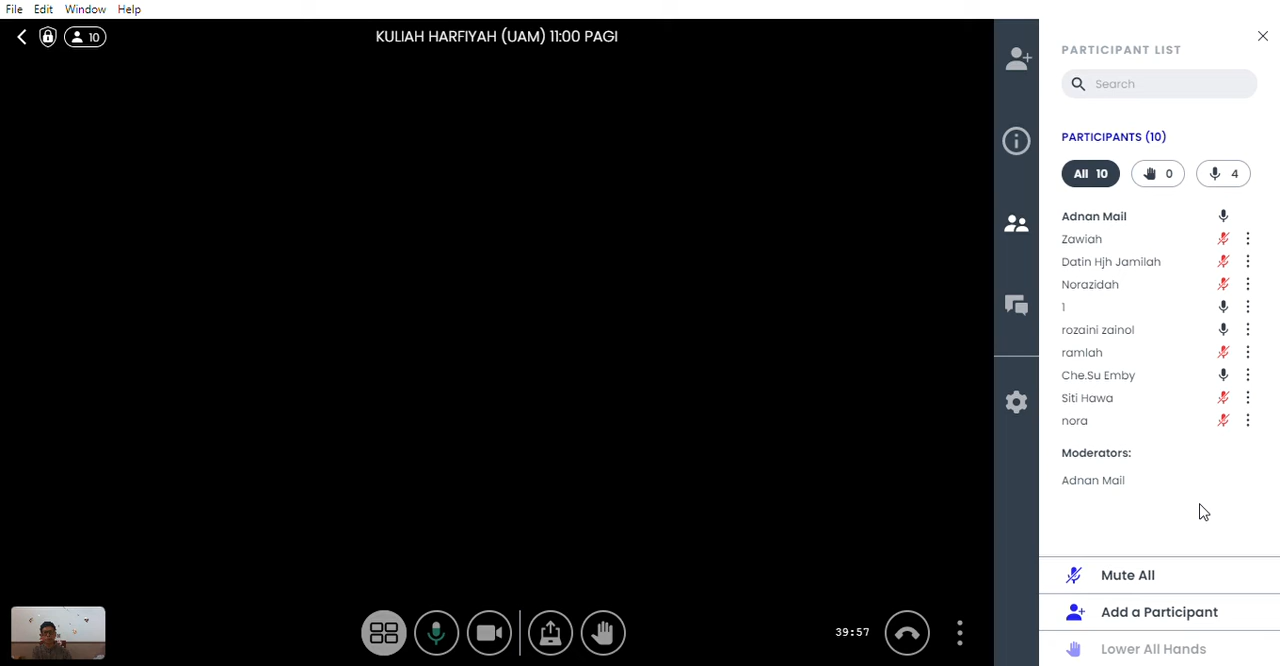 File Edit Window Help
10
KULIAH HARFIYAH (UAM) 11:00 PAGI
39:57
PARTICIPANT LIST
Search
PARTICIPANTS (10)
All 10
0
4
Adnan Mail
Zawiah
Datin Hjh Jamilah
Norazidah
1
rozaini zainol
ramlah
Che.Su Emby
Siti Hawa
nora
Moderators:
Adnan Mail
Mute All
Add a Participant
Lower All Hands